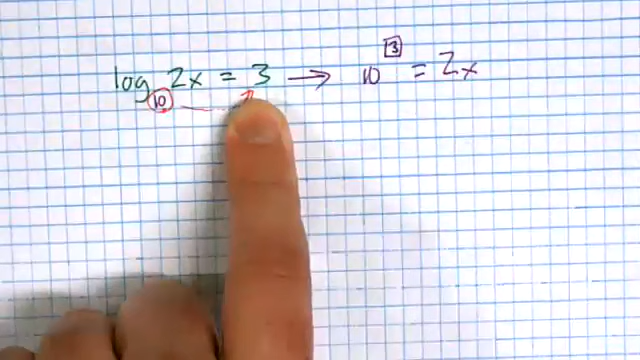 log₁₀ 2x = 3 → 10³ = 2x